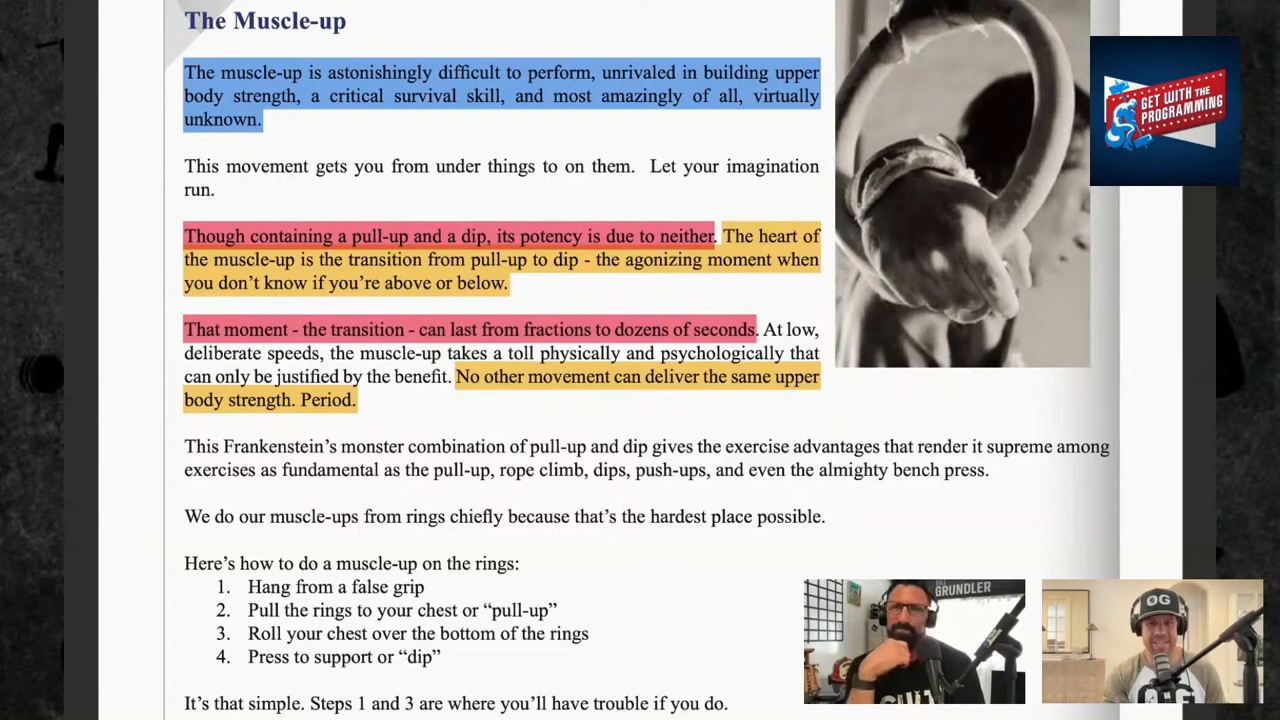 The Muscle-up
The muscle-up is astonishingly difficult to perform, unrivaled in building upper
body strength, a critical survival skill, and most amazingly of all, virtually
unknown.
This movement gets you from under things to on them. Let your imagination
run.
Though containing a pull-up and a dip, its potency is due to neither. The heart of
the muscle-up is the transition from pull-up to dip - the agonizing moment when
you don’t know if you’re above or below.
That moment - the transition - can last from fractions to dozens of seconds. At low,
deliberate speeds, the muscle-up takes a toll physically and psychologically that
can only be justified by the benefit. No other movement can deliver the same upper
body strength. Period.
This Frankenstein’s monster combination of pull-up and dip gives the exercise advantages that render it supreme among
exercises as fundamental as the pull-up, rope climb, dips, push-ups, and even the almighty bench press.
We do our muscle-ups from rings chiefly because that’s the hardest place possible.
Here’s how to do a muscle-up on the rings:
1. Hang from a false grip
2. Pull the rings to your chest or “pull-up”
3. Roll your chest over the bottom of the rings
4. Press to support or “dip”
It’s that simple. Steps 1 and 3 are where you’ll have trouble if you do.
GET WITH THE
PROGRAMMING
GRUNDLER
OG